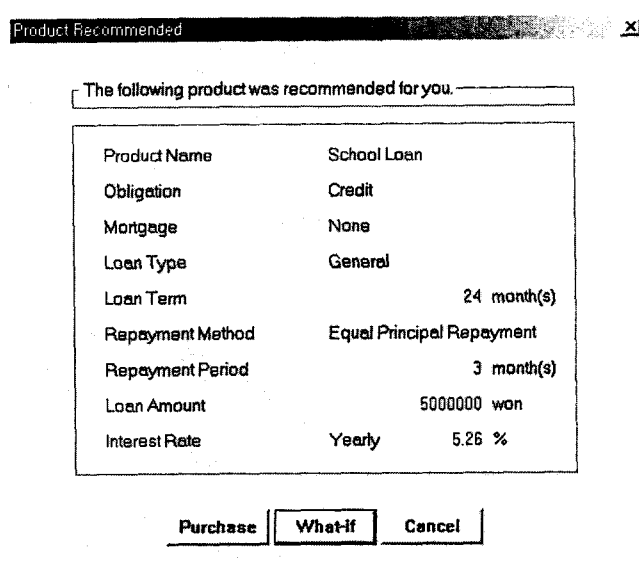 Product Recommended
The following product was recommended for you.
Product Name School Loan
Obligation Credit
Mortgage None
Loan Type General
Loan Term 24 month(s)
Repayment Method Equal Principal Repayment
Repayment Period 3 month(s)
Loan Amount 5000000 won
Interest Rate Yearly 5.26 %
Purchase What-if Cancel